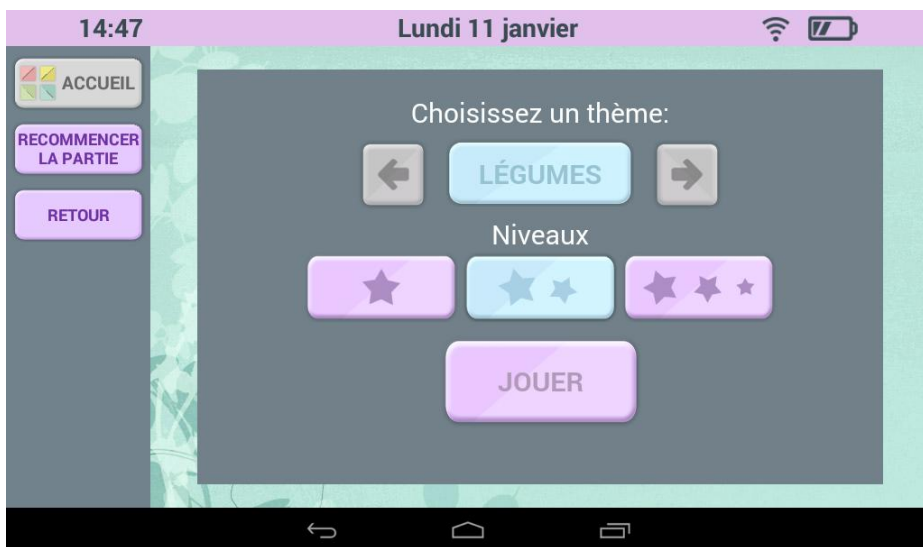 14:47
Lundi 11 janvier
ACCUEIL
RECOMMENCER
LA PARTIE
RETOUR
Choisissez un thème:
LÉGUMES
Niveaux
JOUER